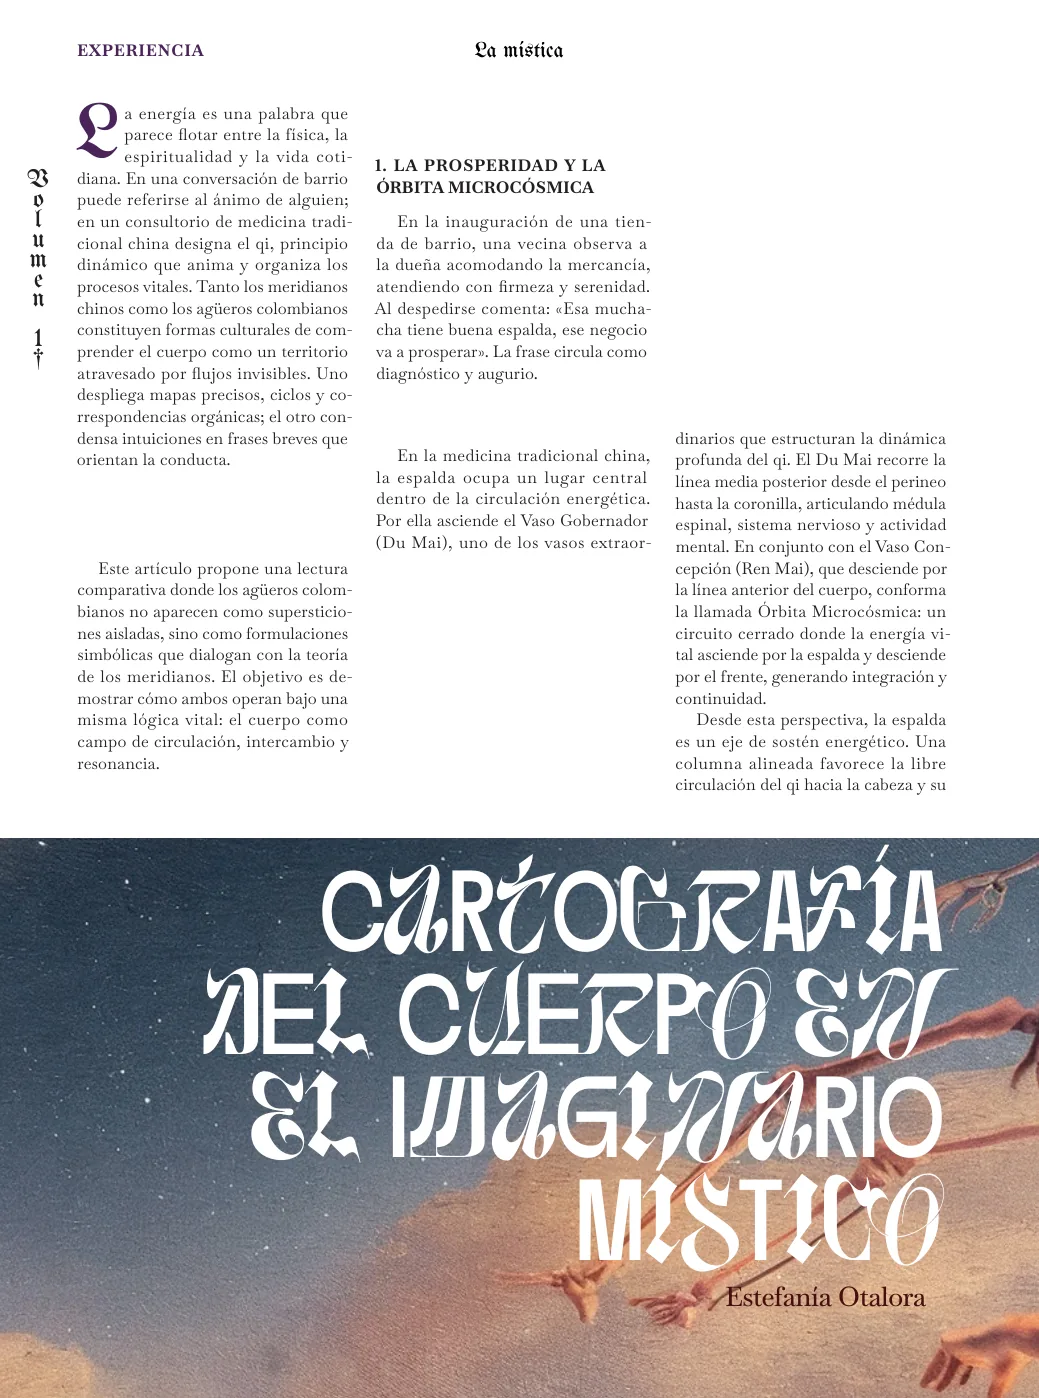 EXPERIENCIA
La mística
Volumen 1†
La energía es una palabra que
parece flotar entre la física, la
espiritualidad y la vida coti-
diana. En una conversación de barrio
puede referirse al ánimo de alguien;
en un consultorio de medicina tradi-
cional china designa el qi, principio
dinámico que anima y organiza los
procesos vitales. Tanto los meridianos
chinos como los agüeros colombianos
constituyen formas culturales de com-
prender el cuerpo como un territorio
atravesado por flujos invisibles. Uno
despliega mapas precisos, ciclos y co-
rrespondencias orgánicas; el otro con-
densa intuiciones en frases breves que
orientan la conducta.
Este artículo propone una lectura
comparativa donde los agüeros colom-
bianos no aparecen como supersticio-
nes aisladas, sino como formulaciones
simbólicas que dialogan con la teoría
de los meridianos. El objetivo es de-
mostrar cómo ambos operan bajo una
misma lógica vital: el cuerpo como
campo de circulación, intercambio y
resonancia.
1. LA PROSPERIDAD Y LA
ÓRBITA MICROCÓSMICA
En la inauguración de una tien-
da de barrio, una vecina observa a
la dueña acomodando la mercancía,
atendiendo con firmeza y serenidad.
Al despedirse comenta: «Esa mucha-
cha tiene buena espalda, ese negocio
va a prosperar». La frase circula como
diagnóstico y augurio.
En la medicina tradicional china,
la espalda ocupa un lugar central
dentro de la circulación energética.
Por ella asciende el Vaso Gobernador
(Du Mai), uno de los vasos extraor-
dinarios que estructuran la dinámica
profunda del qi. El Du Mai recorre la
línea media posterior desde el perineo
hasta la coronilla, articulando médula
espinal, sistema nervioso y actividad
mental. En conjunto con el Vaso Con-
cepción (Ren Mai), que desciende por
la línea anterior del cuerpo, conforma
la llamada Órbita Microcósmica: un
circuito cerrado donde la energía vi-
tal asciende por la espalda y desciende
por el frente, generando integración y
continuidad.
Desde esta perspectiva, la espalda
es un eje de sostén energético. Una
columna alineada favorece la libre
circulación del qi hacia la cabeza y su
CARTOGRAFÍA
DEL CUERPO EN
EL IMAGINARIO
MÍSTICO
Estefanía Otalora